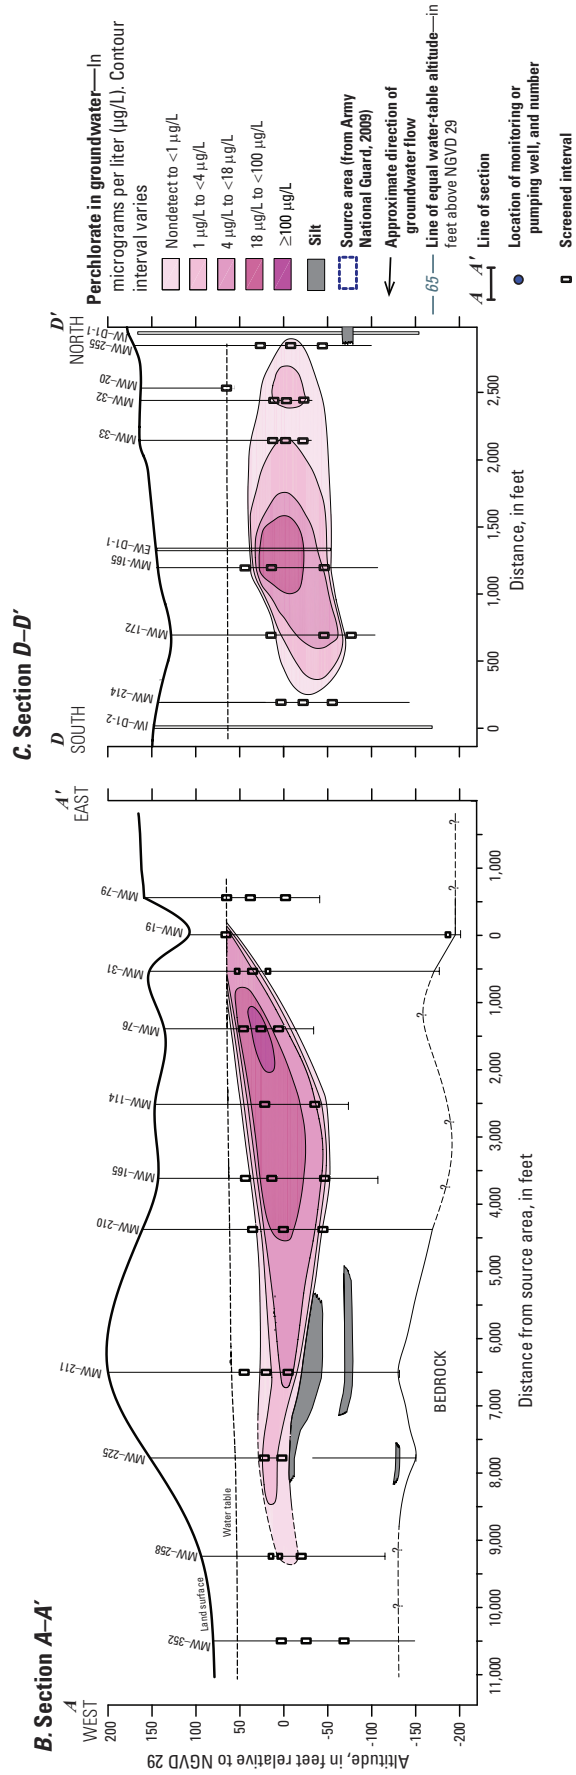 B. Section A–A′
A
WEST
A′
EAST
200
150
100
50
0
-50
-100
-150
-200
Altitude, in feet relative to NGVD 29
MW–352
MW–258
MW–225
MW–211
MW–210
MW–165
MW–114
MW–76
MW–31
MW–19
MW–79
Land surface
Water table
BEDROCK
?
?
?
?
?
?
?
11,000
10,000
9,000
8,000
7,000
6,000
5,000
4,000
3,000
2,000
1,000
0
1,000
Distance from source area, in feet
C. Section D–D′
D
SOUTH
D′
NORTH
IW–D1-2
MW–214
MW–172
MW–165
EW–D1-1
MW–33
MW–32
MW–20
MW–255
IW–D1-1
0
500
1,000
1,500
2,000
2,500
Distance, in feet
Perchlorate in groundwater—In
micrograms per liter (µg/L). Contour
interval varies
Nondetect to <1 µg/L
1 µg/L to <4 µg/L
4 µg/L to <18 µg/L
18 µg/L to <100 µg/L
≥100 µg/L
Silt
Source area (from Army
National Guard, 2009)
Approximate direction of
groundwater flow
65 Line of equal water-table altitude—in
feet above NGVD 29
A A′ Line of section
Location of monitoring or
pumping well, and number
Screened interval